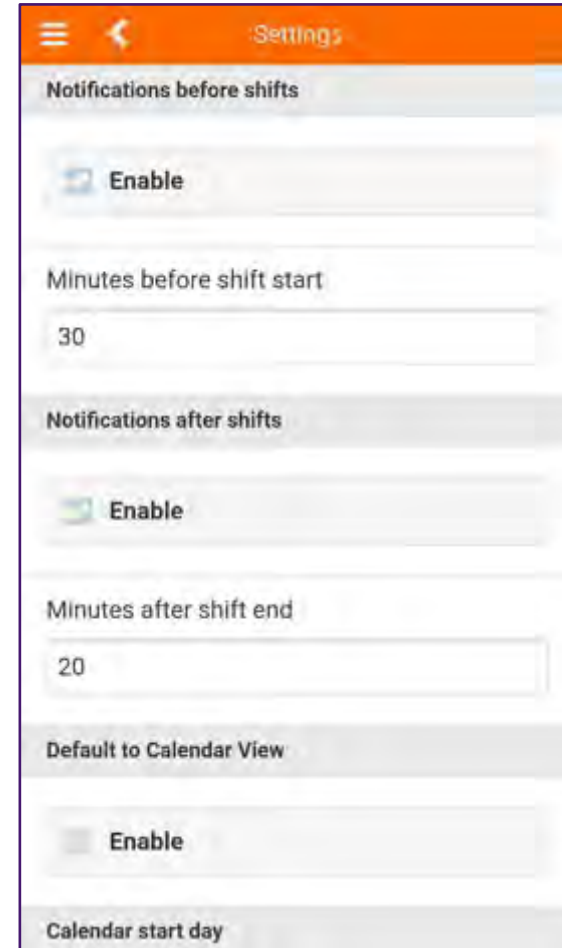 Settings
Notifications before shifts
Enable
Minutes before shift start
30
Notifications after shifts
Enable
Minutes after shift end
20
Default to Calendar View
Enable
Calendar start day